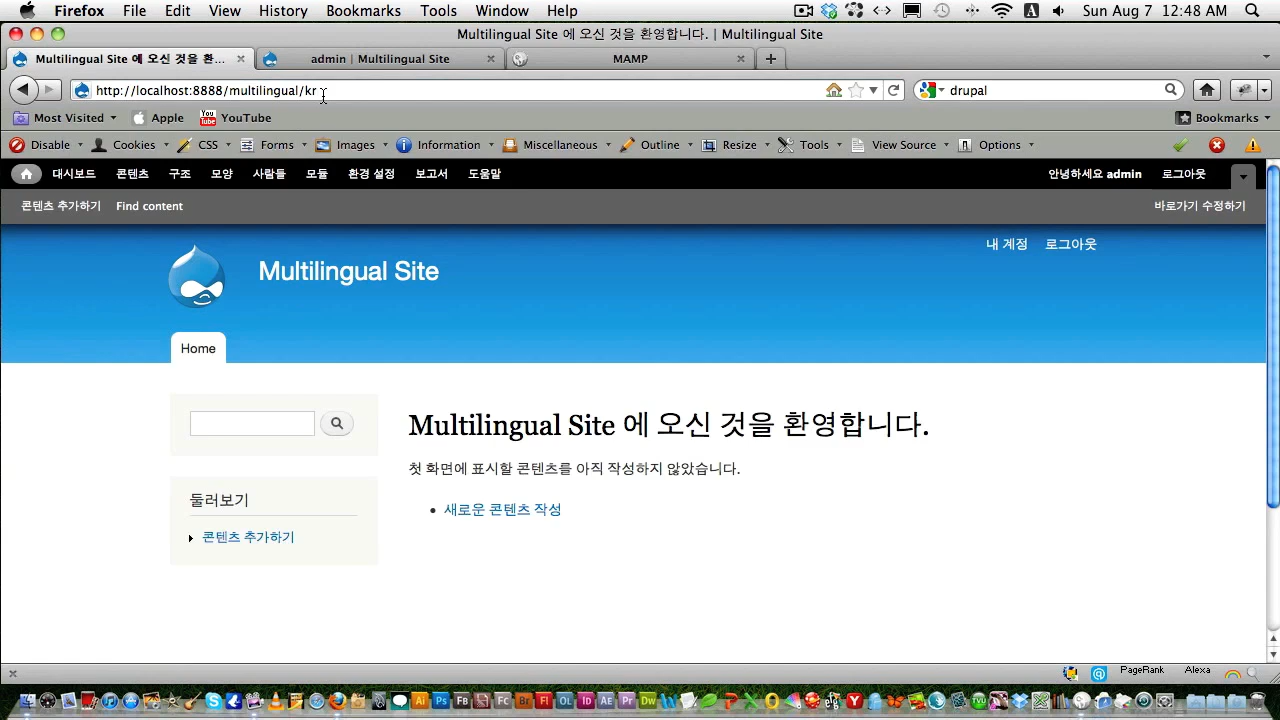 Firefox File Edit View History Bookmarks Tools Window Help Sun Aug 7 12:48 AM
Multilingual Site 에 오신 것을 환영합니다. | Multilingual Site
Multilingual Site 에 오신 것을 환... admin | Multilingual Site MAMP
http://localhost:8888/multilingual/kr drupal
Most Visited Apple YouTube Bookmarks
Disable Cookies CSS Forms Images Information Miscellaneous Outline Resize Tools View Source Options
대시보드 콘텐츠 구조 모양 사람들 모듈 환경 설정 보고서 도움말 안녕하세요 admin 로그아웃
콘텐츠 추가하기 Find content 바로가기 수정하기
내 계정 로그아웃
Multilingual Site
Home
Multilingual Site 에 오신 것을 환영합니다.
첫 화면에 표시할 콘텐츠를 아직 작성하지 않았습니다.
새로운 콘텐츠 작성
둘러보기
콘텐츠 추가하기
PageRank Alexa